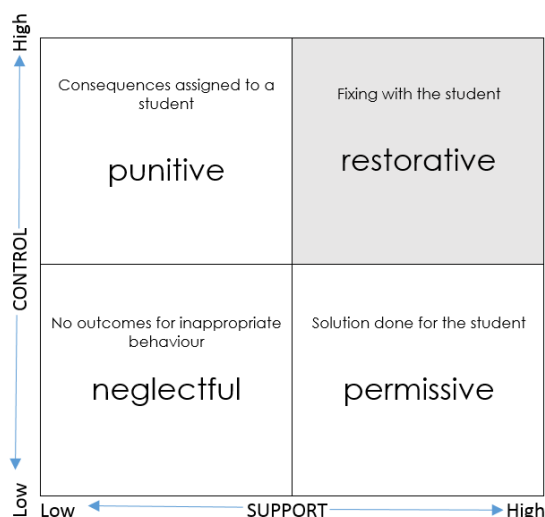 High
Consequences assigned to a
student
punitive
Fixing with the student
restorative
CONTROL
No outcomes for inappropriate
behaviour
neglectful
Solution done for the student
permissive
Low
Low
SUPPORT
High